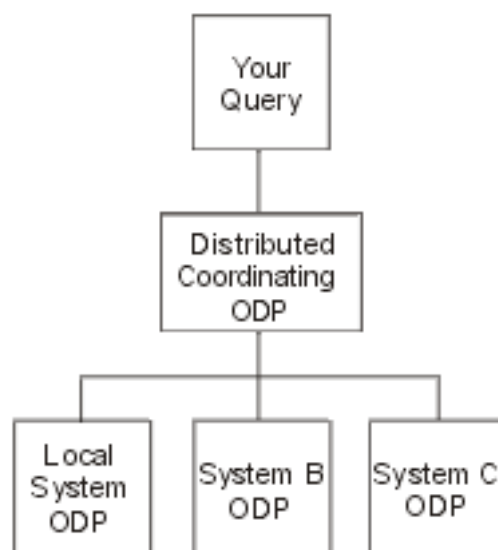 Your
Query
Distributed
Coordinating
ODP
Local
System
ODP
System B
ODP
System C
ODP